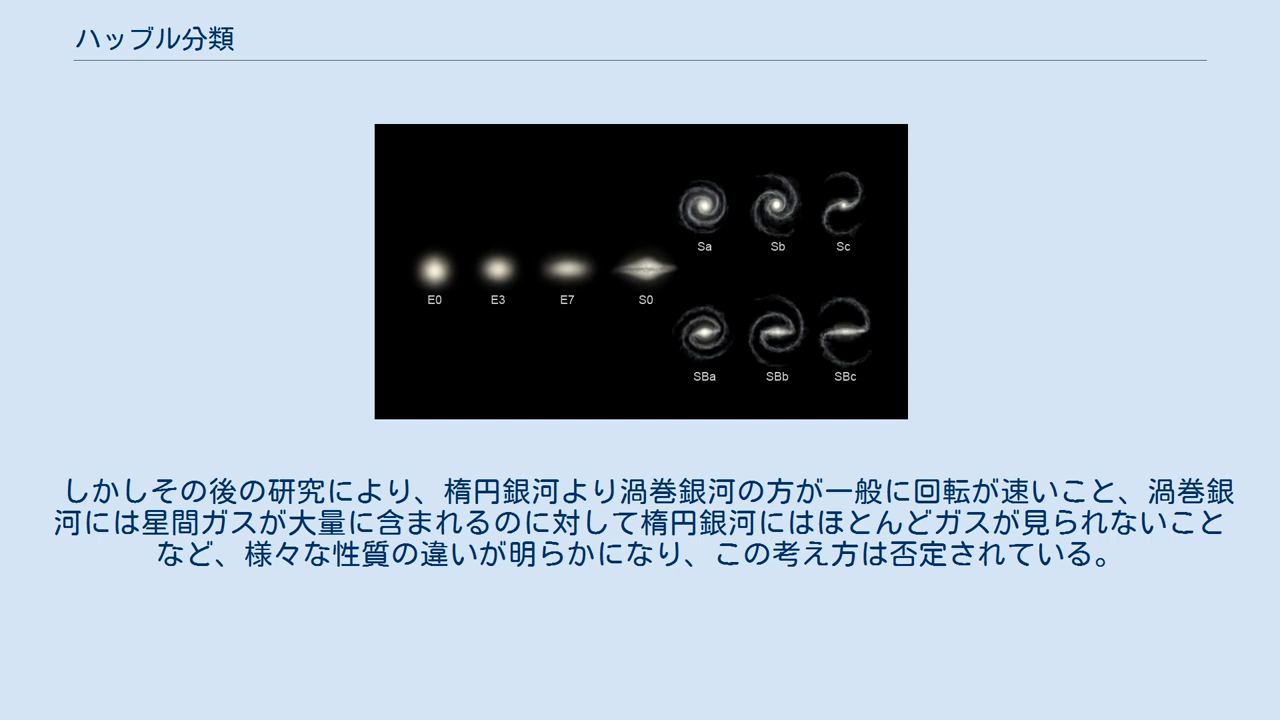 ハッブル分類
Sa Sb Sc
E0 E3 E7 S0
SBa SBb SBc
しかしその後の研究により、楕円銀河より渦巻銀河の方が一般に回転が速いこと、渦巻銀
河には星間ガスが大量に含まれるのに対して楕円銀河にはほとんどガスが見られないこと
など、様々な性質の違いが明らかになり、この考え方は否定されている。